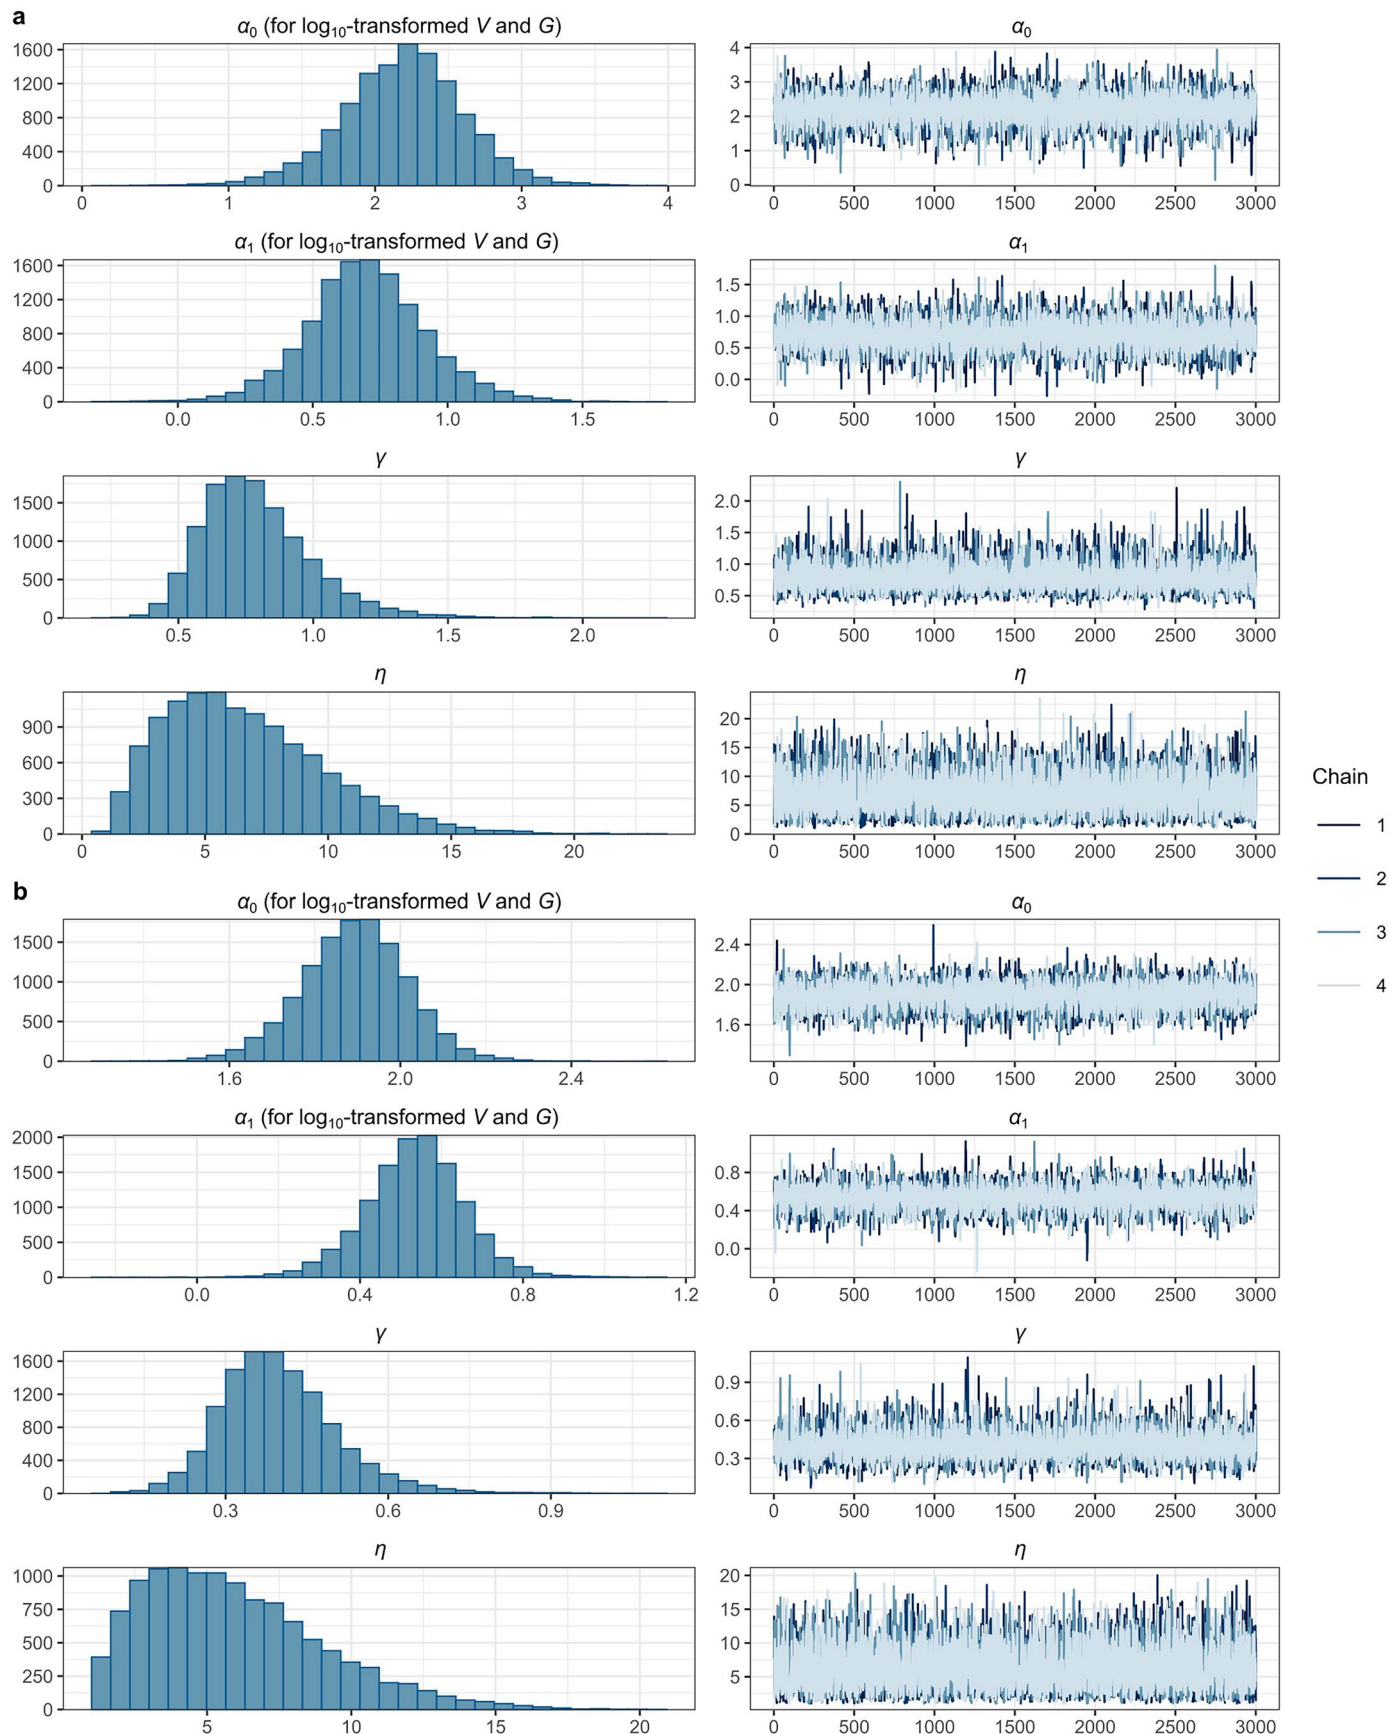 a
α0 (for log10-transformed V and G)
1600
1200
800
400
0
0 1 2 3 4
α0
4
3
2
1
0
0 500 1000 1500 2000 2500 3000
α1 (for log10-transformed V and G)
1600
1200
800
400
0
0.0 0.5 1.0 1.5
α1
1.5
1.0
0.5
0.0
0 500 1000 1500 2000 2500 3000
γ
1500
1000
500
0
0.5 1.0 1.5 2.0
γ
2.0
1.5
1.0
0.5
0 500 1000 1500 2000 2500 3000
η
900
600
300
0
0 5 10 15 20
η
20
15
10
5
0
0 500 1000 1500 2000 2500 3000
Chain
1
2
3
4
b
α0 (for log10-transformed V and G)
1500
1000
500
0
1.6 2.0 2.4
α0
2.4
2.0
1.6
0 500 1000 1500 2000 2500 3000
α1 (for log10-transformed V and G)
2000
1500
1000
500
0
0.0 0.4 0.8 1.2
α1
0.8
0.4
0.0
0 500 1000 1500 2000 2500 3000
γ
1600
1200
800
400
0
0.3 0.6 0.9
γ
0.9
0.6
0.3
0 500 1000 1500 2000 2500 3000
η
1000
750
500
250
0
5 10 15 20
η
20
15
10
5
0 500 1000 1500 2000 2500 3000